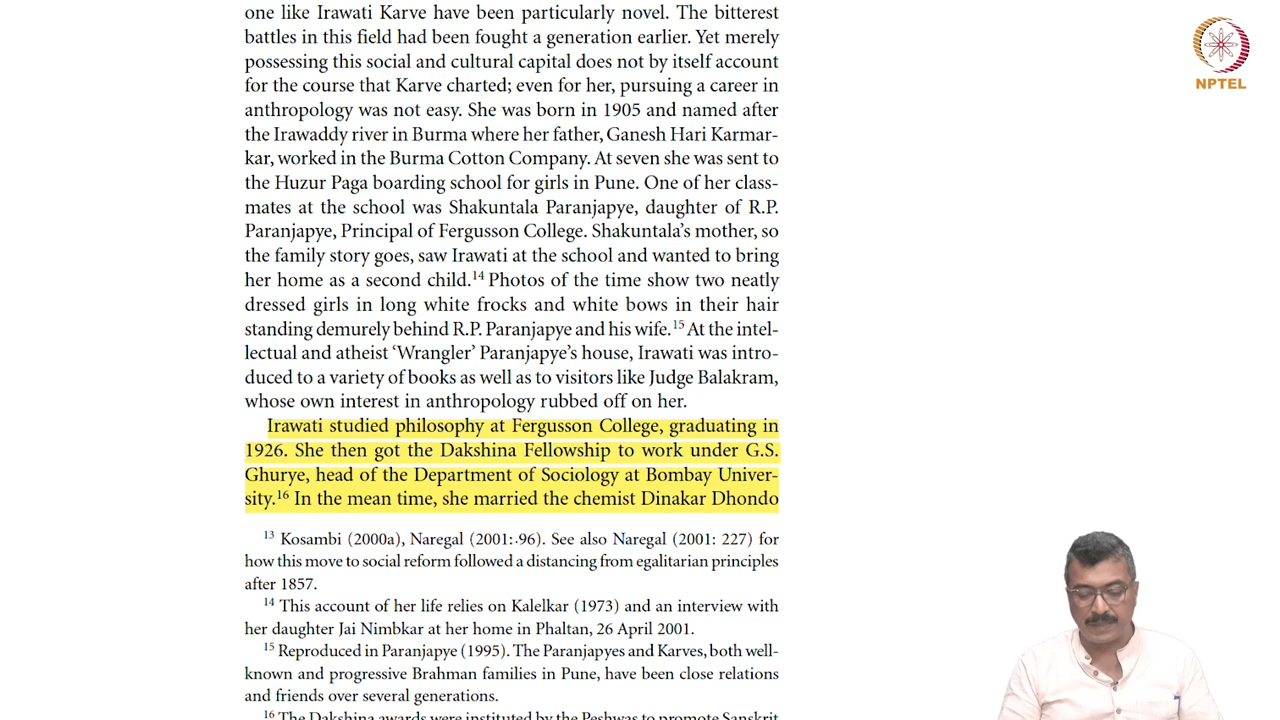 one like Irawati Karve have been particularly novel. The bitterest
battles in this field had been fought a generation earlier. Yet merely
possessing this social and cultural capital does not by itself account
for the course that Karve charted; even for her, pursuing a career in
anthropology was not easy. She was born in 1905 and named after
the Irawaddy river in Burma where her father, Ganesh Hari Karmar-
kar, worked in the Burma Cotton Company. At seven she was sent to
the Huzur Paga boarding school for girls in Pune. One of her class-
mates at the school was Shakuntala Paranjapye, daughter of R.P.
Paranjapye, Principal of Fergusson College. Shakuntala's mother, so
the family story goes, saw Irawati at the school and wanted to bring
her home as a second child.14 Photos of the time show two neatly
dressed girls in long white frocks and white bows in their hair
standing demurely behind R.P. Paranjapye and his wife.15 At the intel-
lectual and atheist 'Wrangler' Paranjapye's house, Irawati was intro-
duced to a variety of books as well as to visitors like Judge Balakram,
whose own interest in anthropology rubbed off on her.
Irawati studied philosophy at Fergusson College, graduating in
1926. She then got the Dakshina Fellowship to work under G.S.
Ghurye, head of the Department of Sociology at Bombay Univer-
sity.16 In the mean time, she married the chemist Dinakar Dhondo
13 Kosambi (2000a), Naregal (2001:·96). See also Naregal (2001: 227) for
how this move to social reform followed a distancing from egalitarian principles
after 1857.
14 This account of her life relies on Kalelkar (1973) and an interview with
her daughter Jai Nimbkar at her home in Phaltan, 26 April 2001.
15 Reproduced in Paranjapye (1995). The Paranjapyes and Karves, both well-
known and progressive Brahman families in Pune, have been close relations
and friends over several generations.
16 The Dakshina awards were instituted by the Peshwas to promote Sanskrit
NPTEL